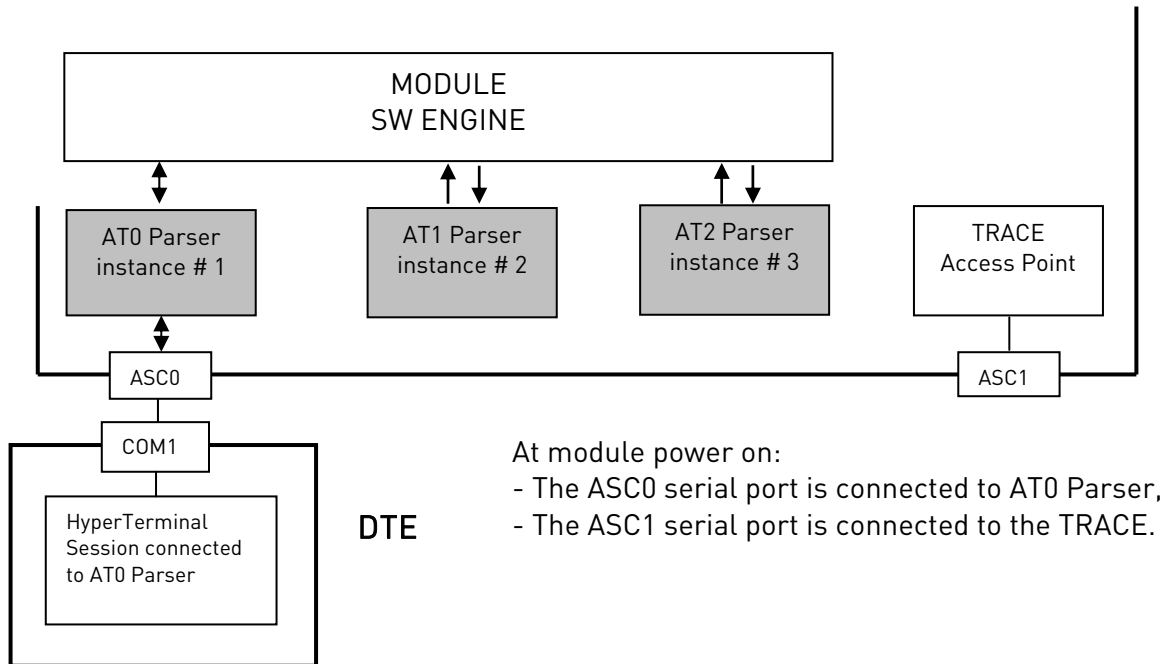 MODULE
SW ENGINE
AT0 Parser
instance # 1
AT1 Parser
instance # 2
AT2 Parser
instance # 3
TRACE
Access Point
ASC0
ASC1
COM1
HyperTerminal
Session connected
to AT0 Parser
DTE
At module power on:
- The ASC0 serial port is connected to AT0 Parser,
- The ASC1 serial port is connected to the TRACE.